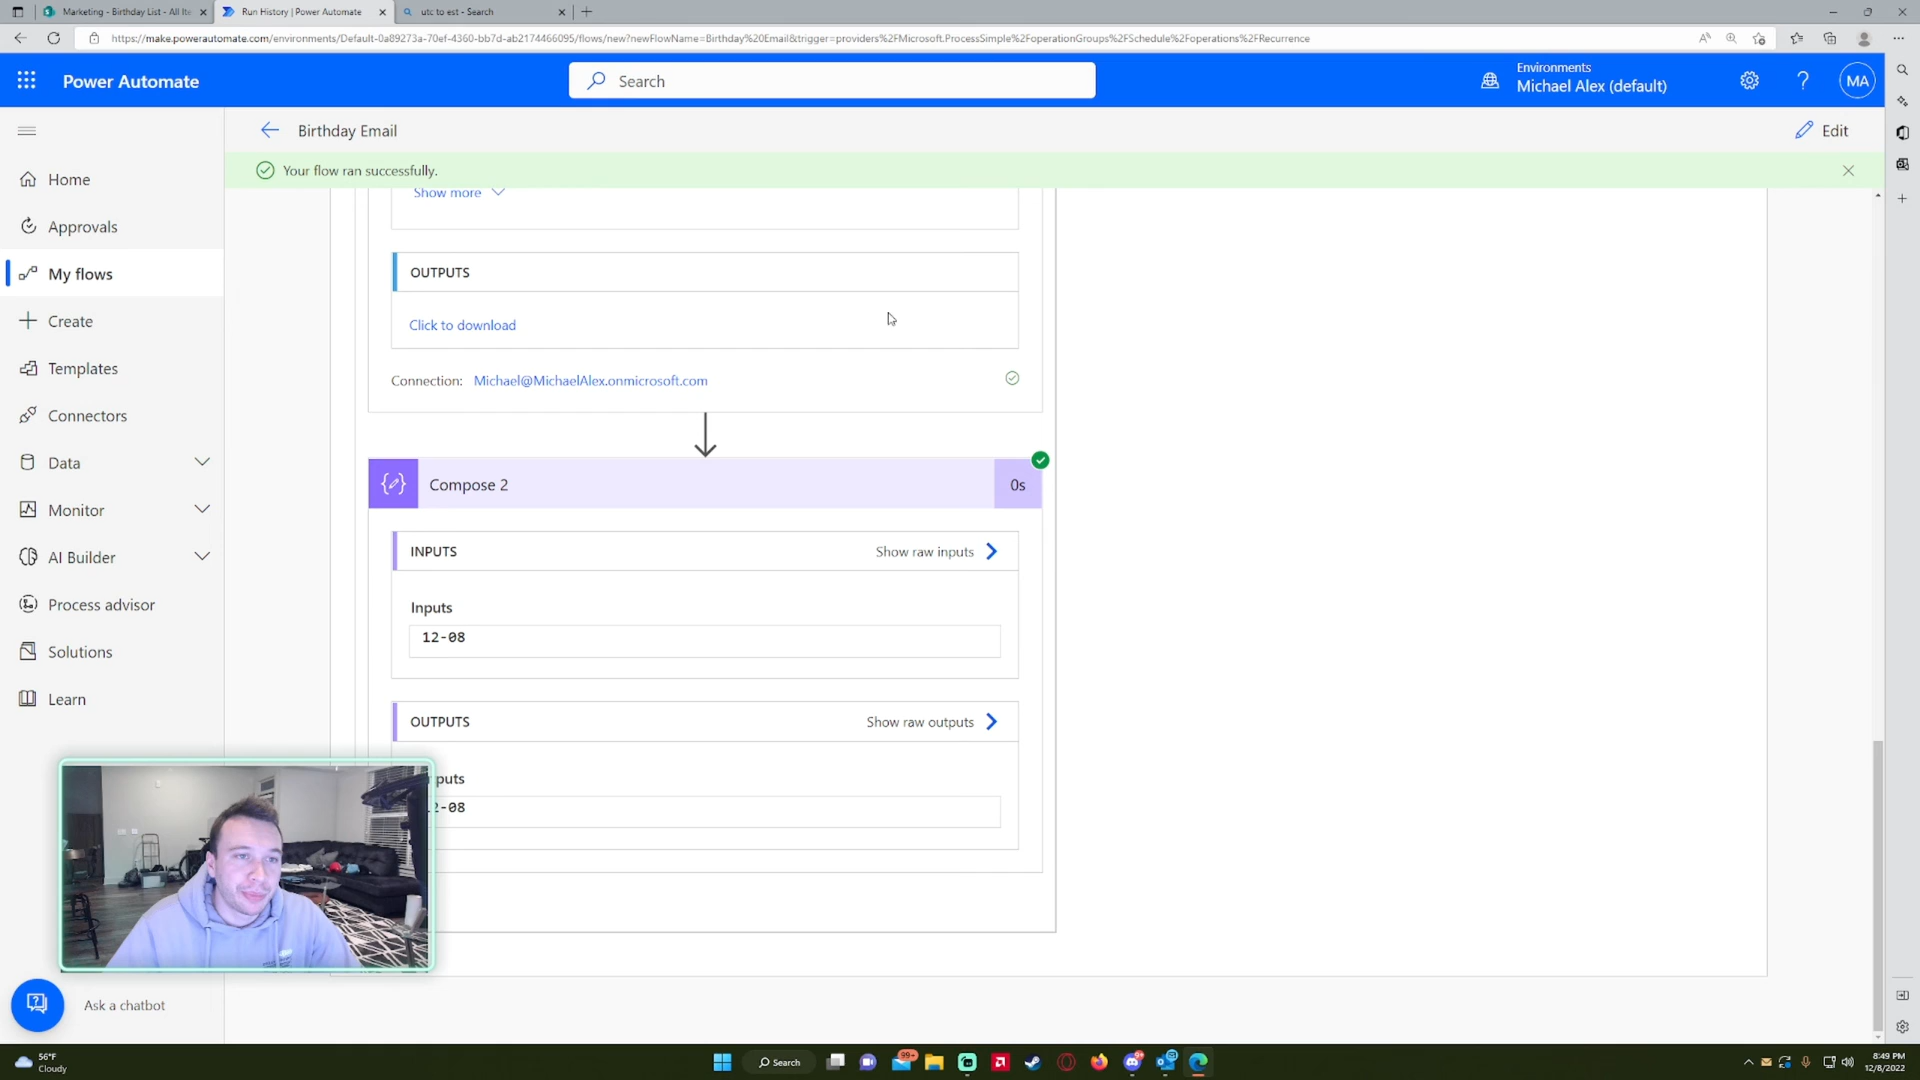 Marketing - Birthday List - All Ite
Run History | Power Automate
utc to est - Search
https://make.powerautomate.com/environments/Default-0a89273a-70ef-4360-bb7d-ab2174466095/flows/new?newFlowName=Birthday%20Email&trigger=providers%2FMicrosoft.ProcessSimple%2FoperationGroups%2FSchedule%2Foperations%2FRecurrence
Power Automate
Search
Environments
Michael Alex (default)
MA
Birthday Email
Edit
Your flow ran successfully.
Home
Approvals
My flows
Create
Templates
Connectors
Data
Monitor
AI Builder
Process advisor
Solutions
Learn
Ask a chatbot
Show more
OUTPUTS
Click to download
Connection: Michael@MichaelAlex.onmicrosoft.com
Compose 2
0s
INPUTS
Show raw inputs
Inputs
12-08
OUTPUTS
Show raw outputs
puts
2-08
56°F
Cloudy
Search
99+
8:49 PM
12/8/2022